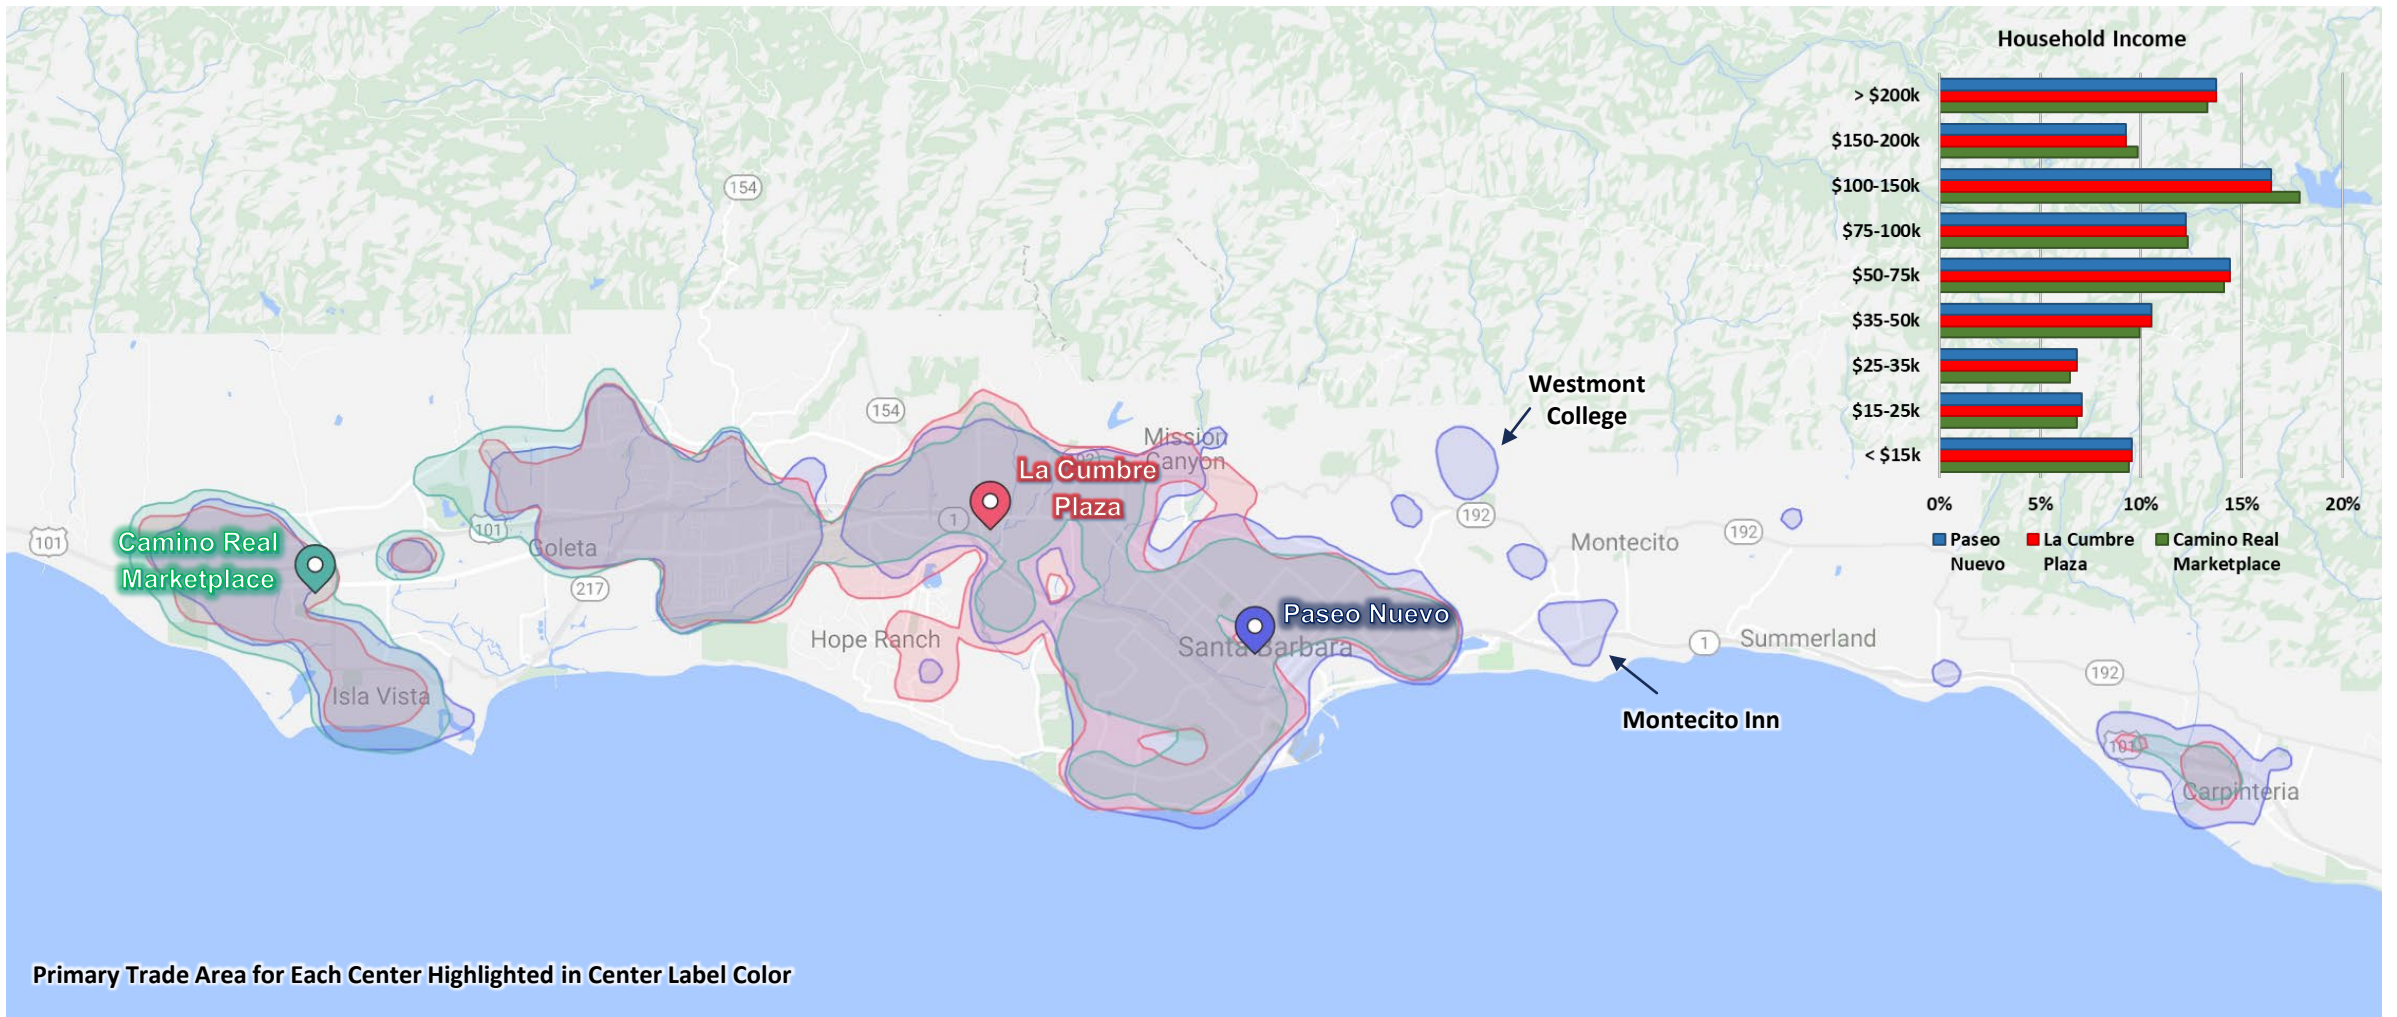 Household Income
> $200k
$150-200k
$100-150k
$75-100k
$50-75k
$35-50k
$25-35k
$15-25k
< $15k
0% 5% 10% 15% 20%
Paseo Nuevo
La Cumbre Plaza
Camino Real Marketplace
154
154
Westmont
College
Mission
Canyon
La Cumbre
Plaza
1
192
Montecito
192
101
Camino Real
Marketplace
101
Goleta
217
Hope Ranch
Paseo Nuevo
Santa Barbara
1
Summerland
192
Isla Vista
Montecito Inn
101
Carpinteria
Primary Trade Area for Each Center Highlighted in Center Label Color